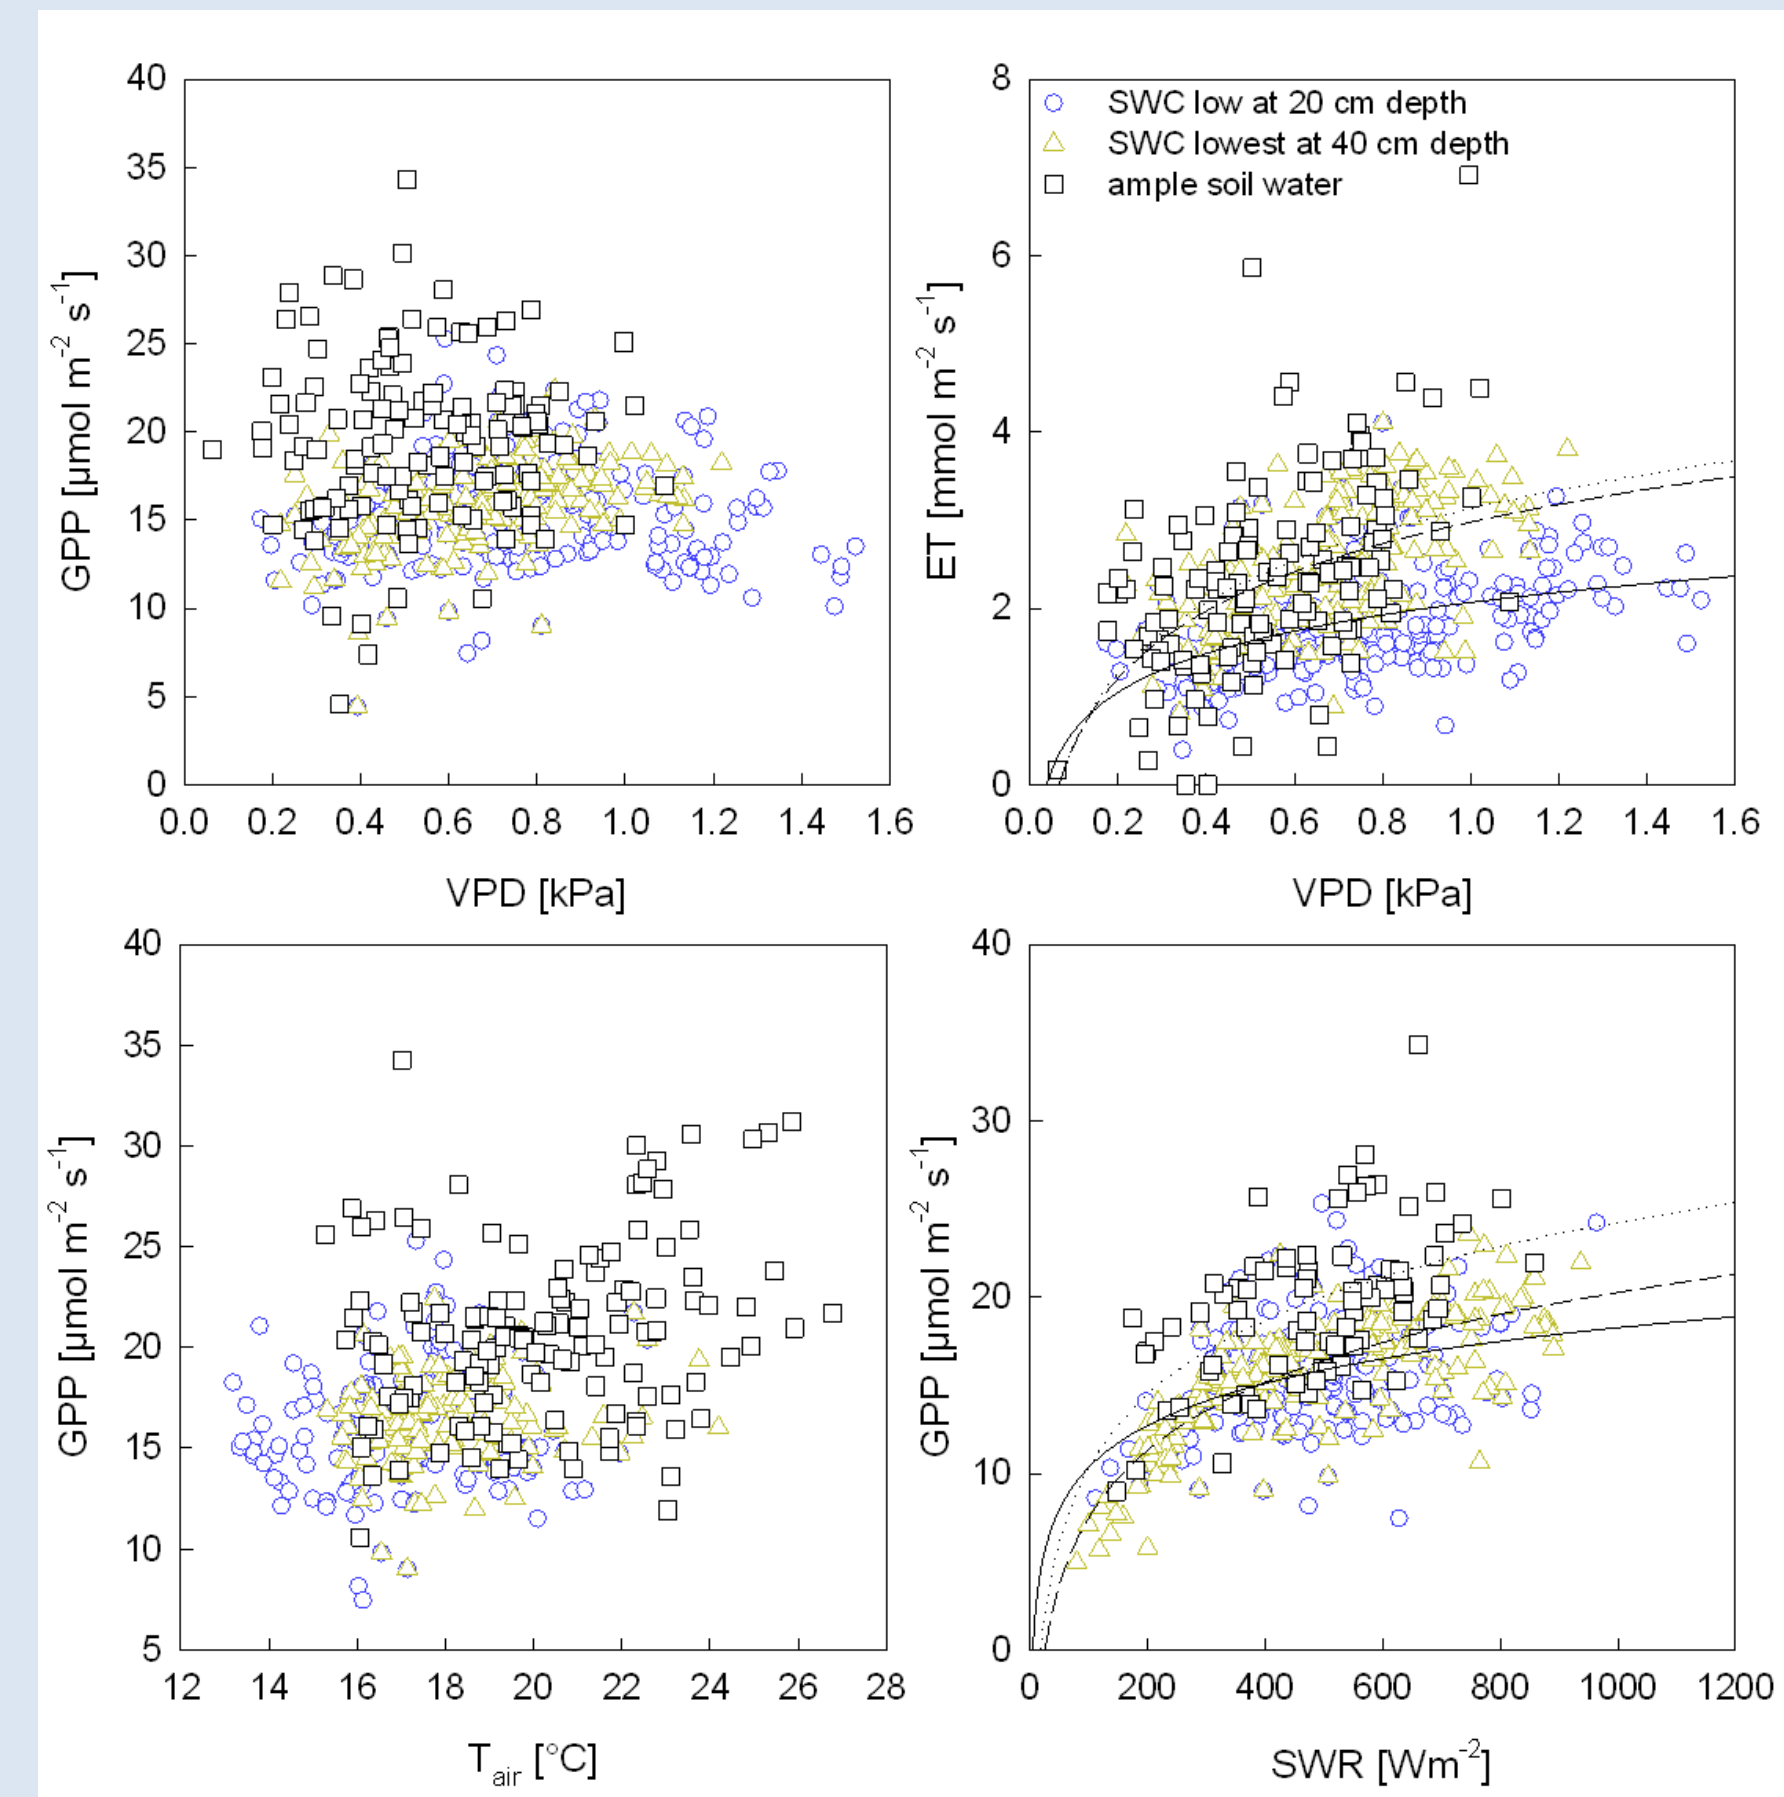 40
35
30
25
20
15
10
5
0
GPP [µmol m-2 s-1]
0.0 0.2 0.4 0.6 0.8 1.0 1.2 1.4 1.6
VPD [kPa]
8
6
4
2
0
ET [mmol m-2 s-1]
SWC low at 20 cm depth
SWC lowest at 40 cm depth
ample soil water
0.0 0.2 0.4 0.6 0.8 1.0 1.2 1.4 1.6
VPD [kPa]
40
35
30
25
20
15
10
5
GPP [µmol m-2 s-1]
12 14 16 18 20 22 24 26 28
Tair [°C]
40
30
20
10
0
GPP [µmol m-2 s-1]
0 200 400 600 800 1000 1200
SWR [Wm-2]